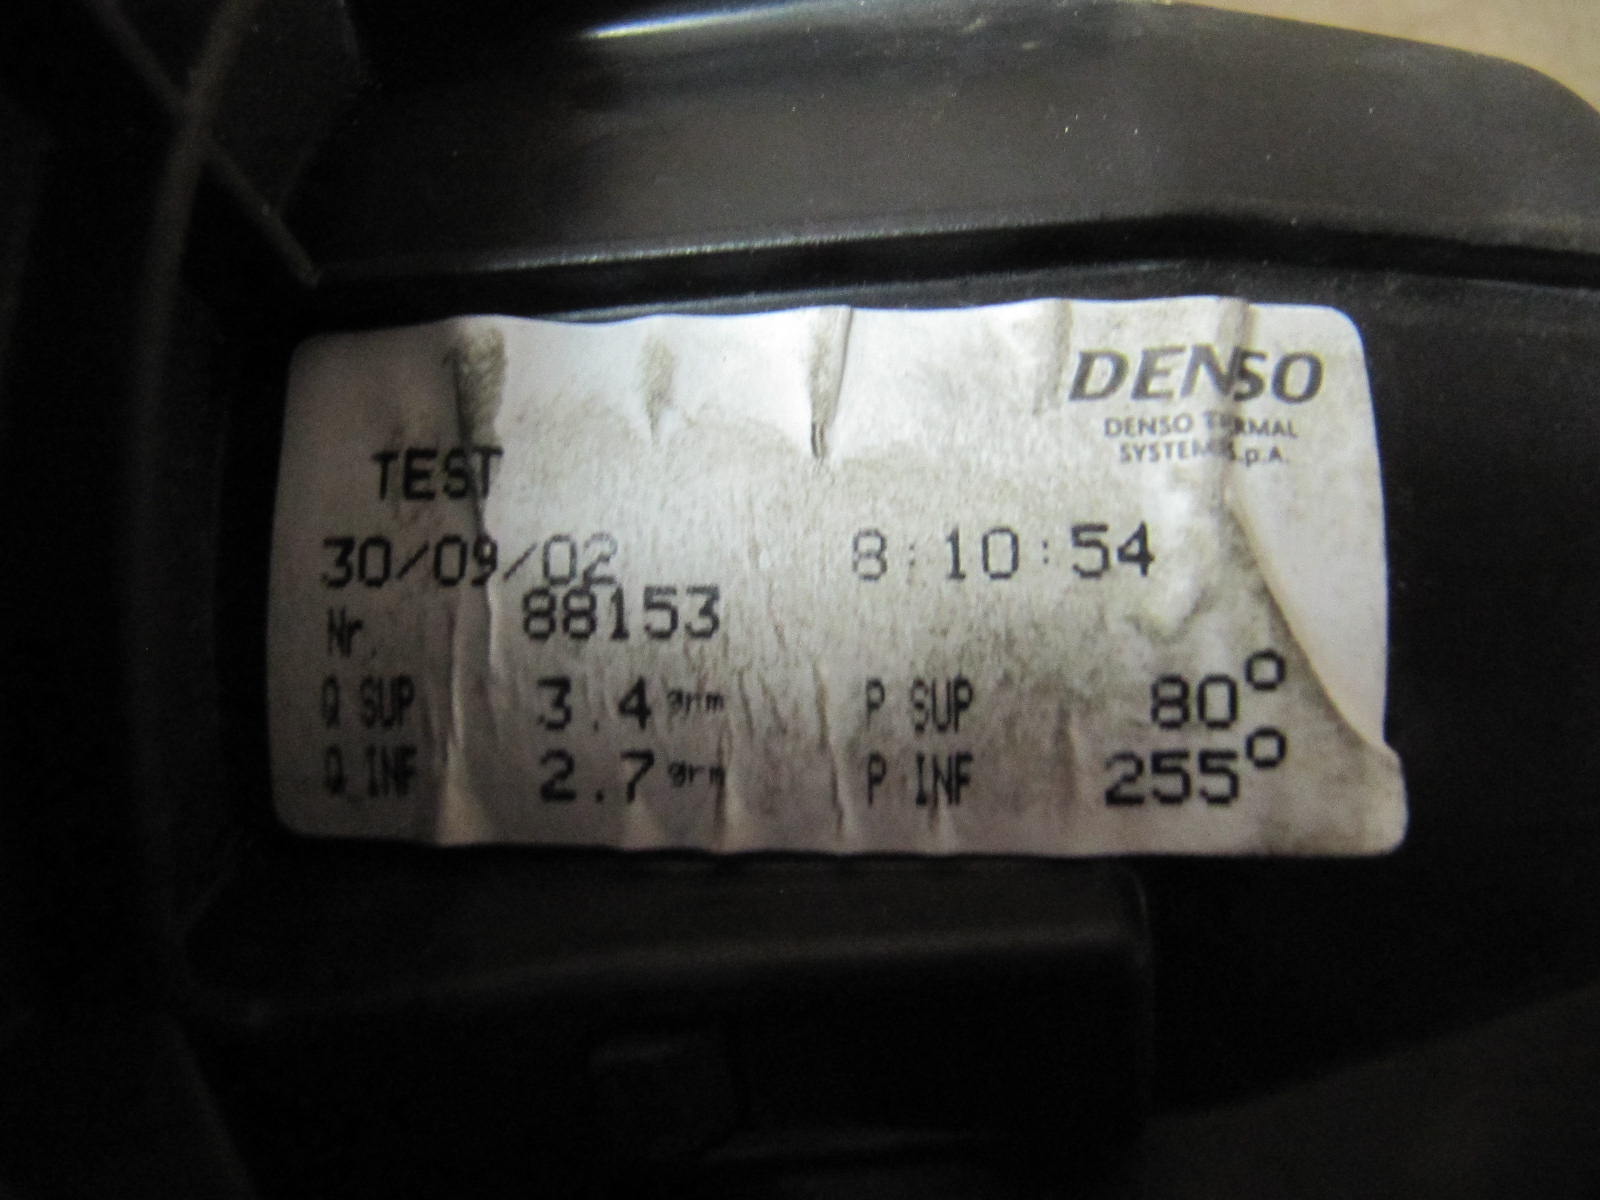 DENSO
DENSO THERMAL
SYSTEMS S.p.A.
TEST
30/09/02 8:10:54
Nr. 88153
Q SUP 3.4 grm P SUP 80°
Q INF 2.7 grm P INF 255°